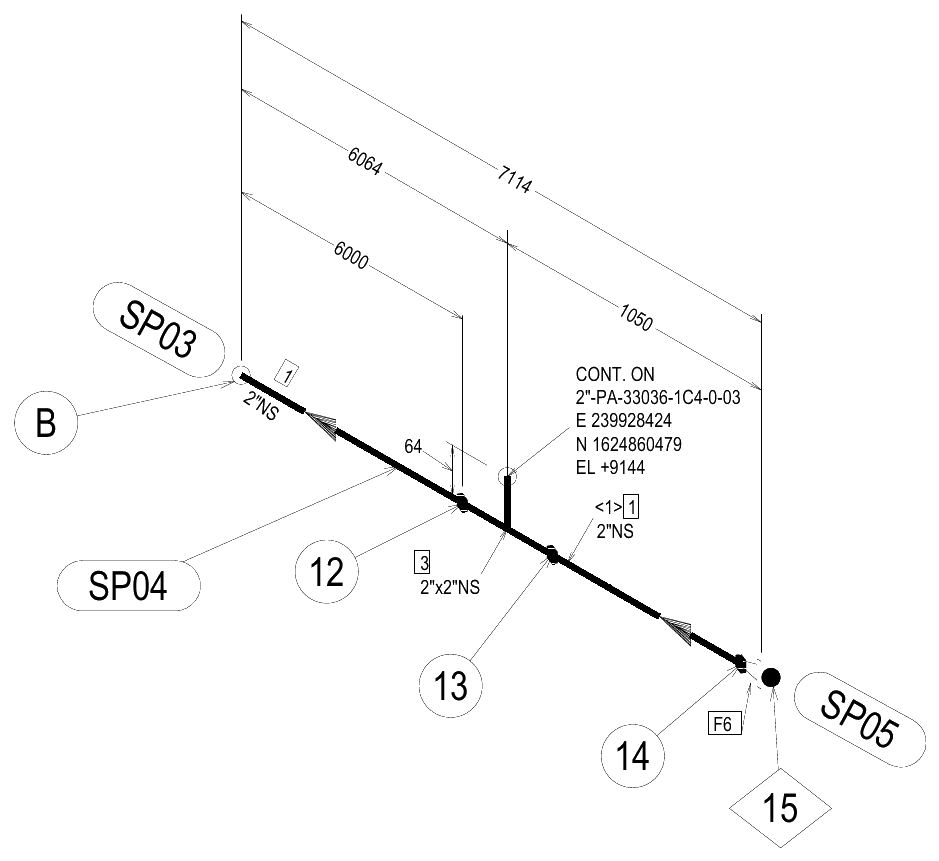 7114
6064
6000
1050
SP03
1
2"NS
B
CONT. ON
2"-PA-33036-1C4-0-03
E 239928424
N 1624860479
EL +9144
64
<1> 1
2"NS
SP04
12
3
2"x2"NS
13
14
F6
SP05
15